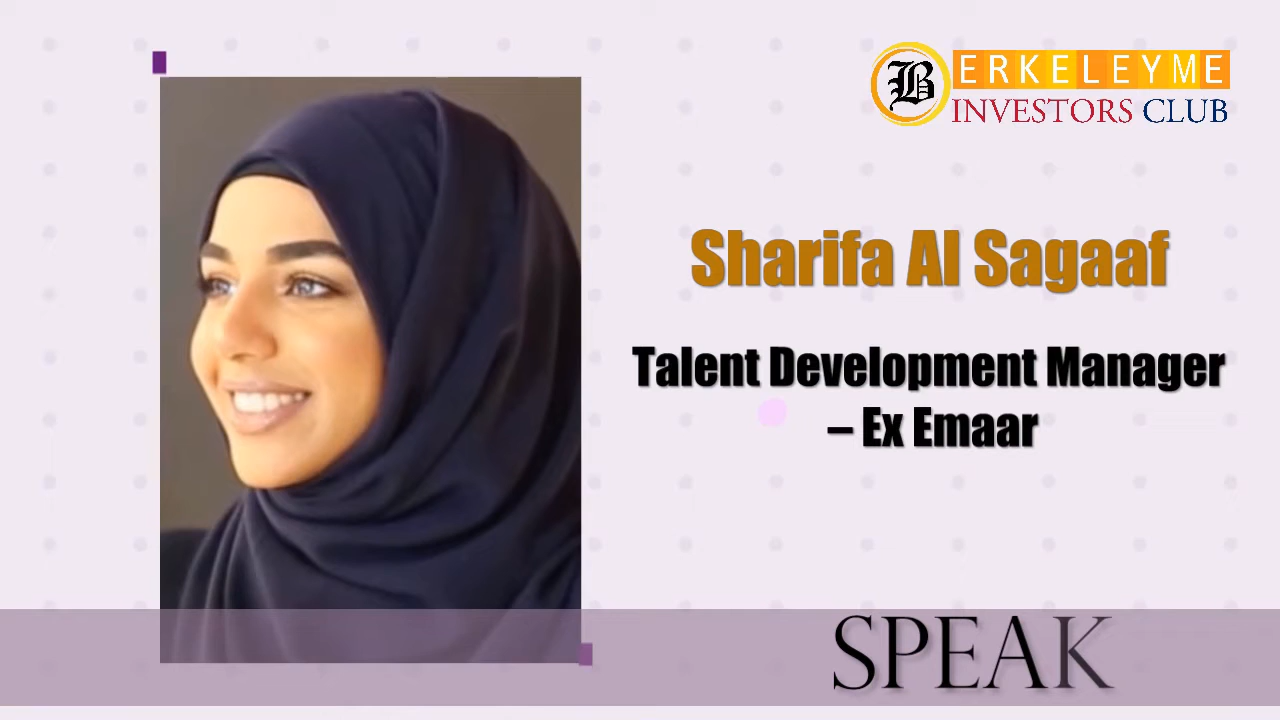 BERKELEYME
INVESTORS CLUB
Sharifa Al Sagaaf
Talent Development Manager
– Ex Emaar
SPEAK